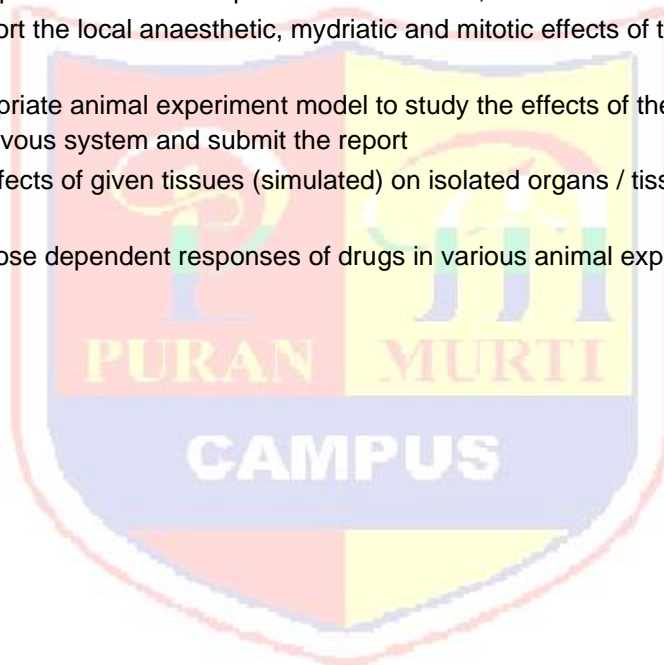 ort the local anaesthetic, mydriatic and mitotic effects of t
priate animal experiment model to study the effects of the
vous system and submit the report
ffects of given tissues (simulated) on isolated organs / tiss
ose dependent responses of drugs in various animal exp
P M
PURAN MURTI
CAMPUS